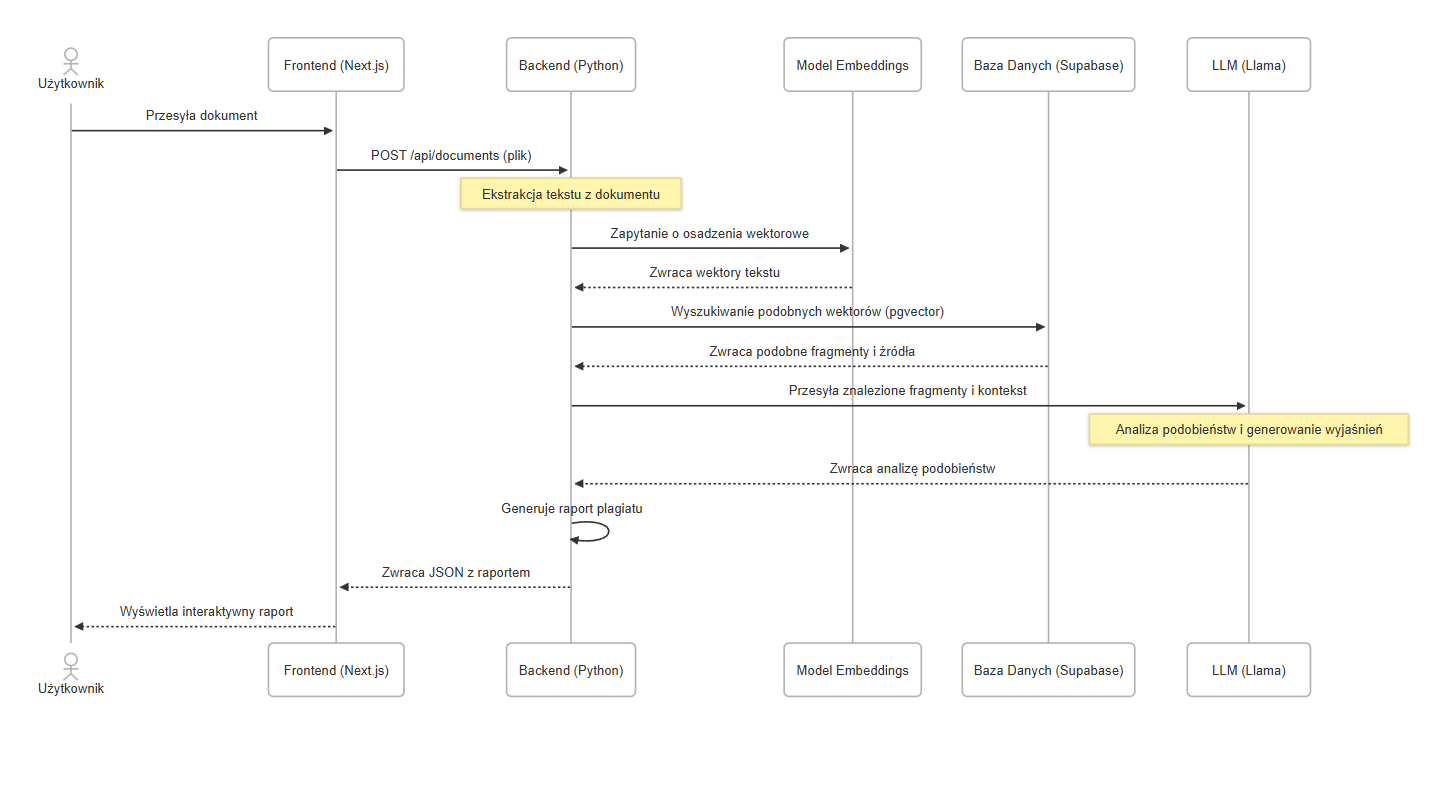 Użytkownik
Frontend (Next.js)
Backend (Python)
Model Embeddings
Baza Danych (Supabase)
LLM (Llama)
Przesyła dokument
POST /api/documents (plik)
Ekstrakcja tekstu z dokumentu
Zapytanie o osadzenia wektorowe
Zwraca wektory tekstu
Wyszukiwanie podobnych wektorów (pgvector)
Zwraca podobne fragmenty i źródła
Przesyła znalezione fragmenty i kontekst
Analiza podobieństw i generowanie wyjaśnień
Zwraca analizę podobieństw
Generuje raport plagiatu
Zwraca JSON z raportem
Wyświetla interaktywny raport
Użytkownik
Frontend (Next.js)
Backend (Python)
Model Embeddings
Baza Danych (Supabase)
LLM (Llama)